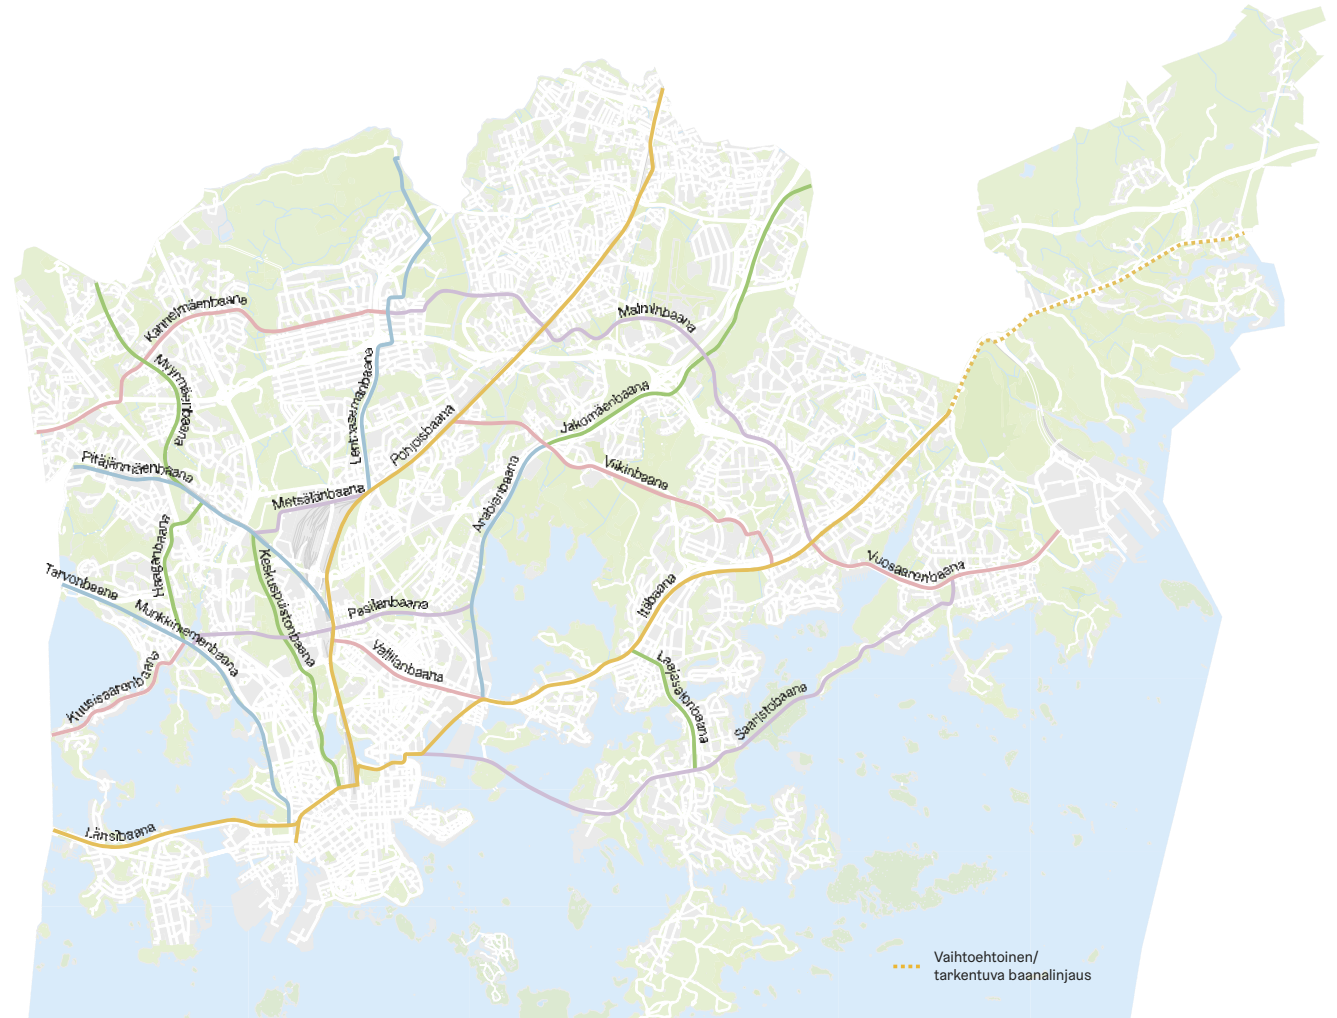 Kannelmäenbaana
Malminbaana
Myyrmäenbaana
Lentoasemanbaana
Jakomäenbaana
Pohjoisbaana
Pitäjänmäenbaana
Viikinbaana
Arabianbaana
Metsälänbaana
Haaganbaana
Keskuspuistonbaana
Vuosaarenbaana
Tarvonbaana
Itäbaana
Pasilanbaana
Munkkiniemenbaana
Vallilanbaana
Kuusisaarenbaana
Laajasalonbaana
Saaristobaana
Länsibaana
Vaihtoehtoinen/
tarkentuva baanalinjaus